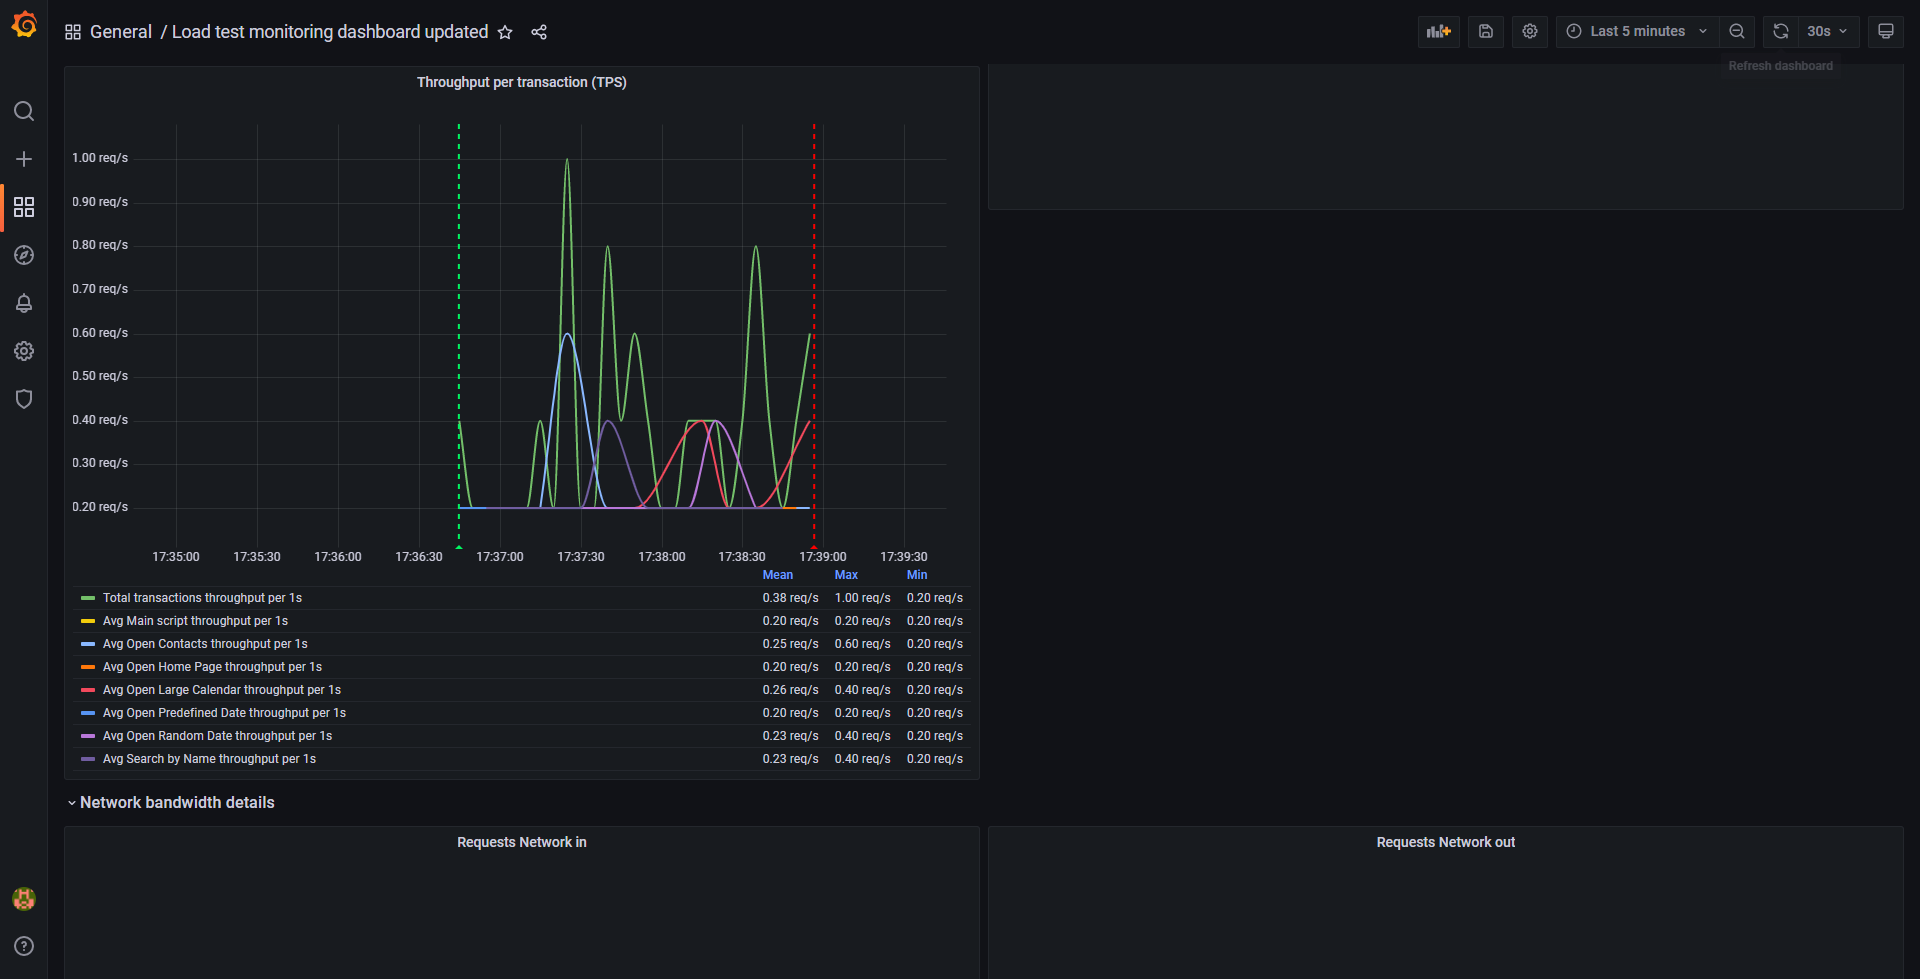 General / Load test monitoring dashboard updated
Last 5 minutes
30s
Refresh dashboard
Throughput per transaction (TPS)
1.00 req/s
0.90 req/s
0.80 req/s
0.70 req/s
0.60 req/s
0.50 req/s
0.40 req/s
0.30 req/s
0.20 req/s
17:35:00 17:35:30 17:36:00 17:36:30 17:37:00 17:37:30 17:38:00 17:38:30 17:39:00 17:39:30
Mean Max Min
Total transactions throughput per 1s 0.38 req/s 1.00 req/s 0.20 req/s
Avg Main script throughput per 1s 0.20 req/s 0.20 req/s 0.20 req/s
Avg Open Contacts throughput per 1s 0.25 req/s 0.60 req/s 0.20 req/s
Avg Open Home Page throughput per 1s 0.20 req/s 0.20 req/s 0.20 req/s
Avg Open Large Calendar throughput per 1s 0.26 req/s 0.40 req/s 0.20 req/s
Avg Open Predefined Date throughput per 1s 0.20 req/s 0.20 req/s 0.20 req/s
Avg Open Random Date throughput per 1s 0.23 req/s 0.40 req/s 0.20 req/s
Avg Search by Name throughput per 1s 0.23 req/s 0.40 req/s 0.20 req/s
Network bandwidth details
Requests Network in
Requests Network out